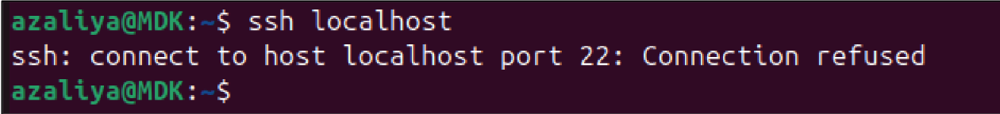 azaliya@MDK:~$ ssh localhost
ssh: connect to host localhost port 22: Connection refused
azaliya@MDK:~$